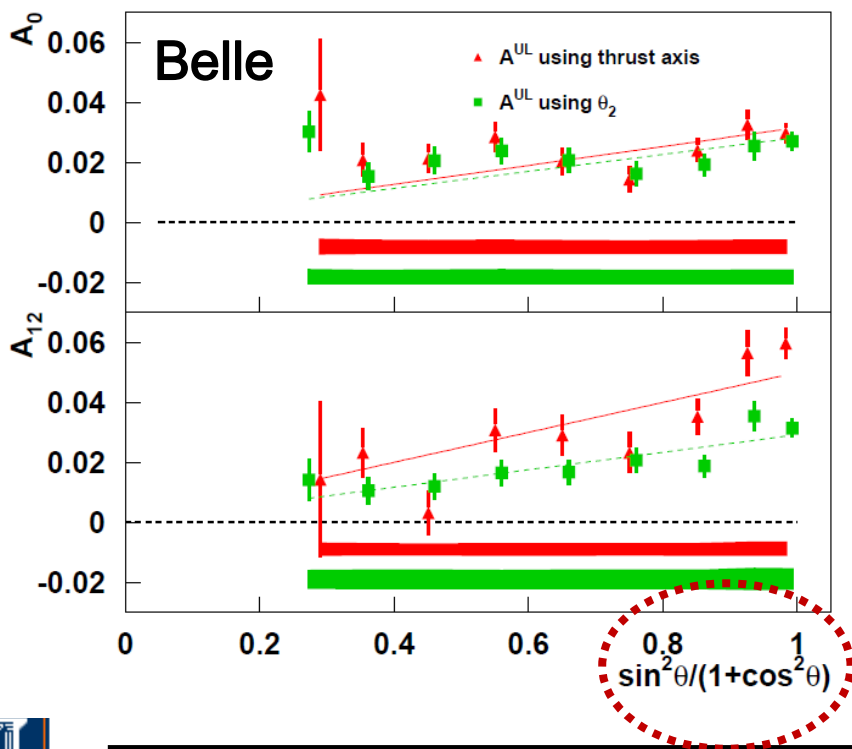 A₀
0.06
Belle
A^UL using thrust axis
0.04
A^UL using θ₂
0.02
0
-0.02
A₁₂
0.06
0.04
0.02
0
-0.02
0 0.2 0.4 0.6 0.8 1
sin²θ/(1+cos²θ)